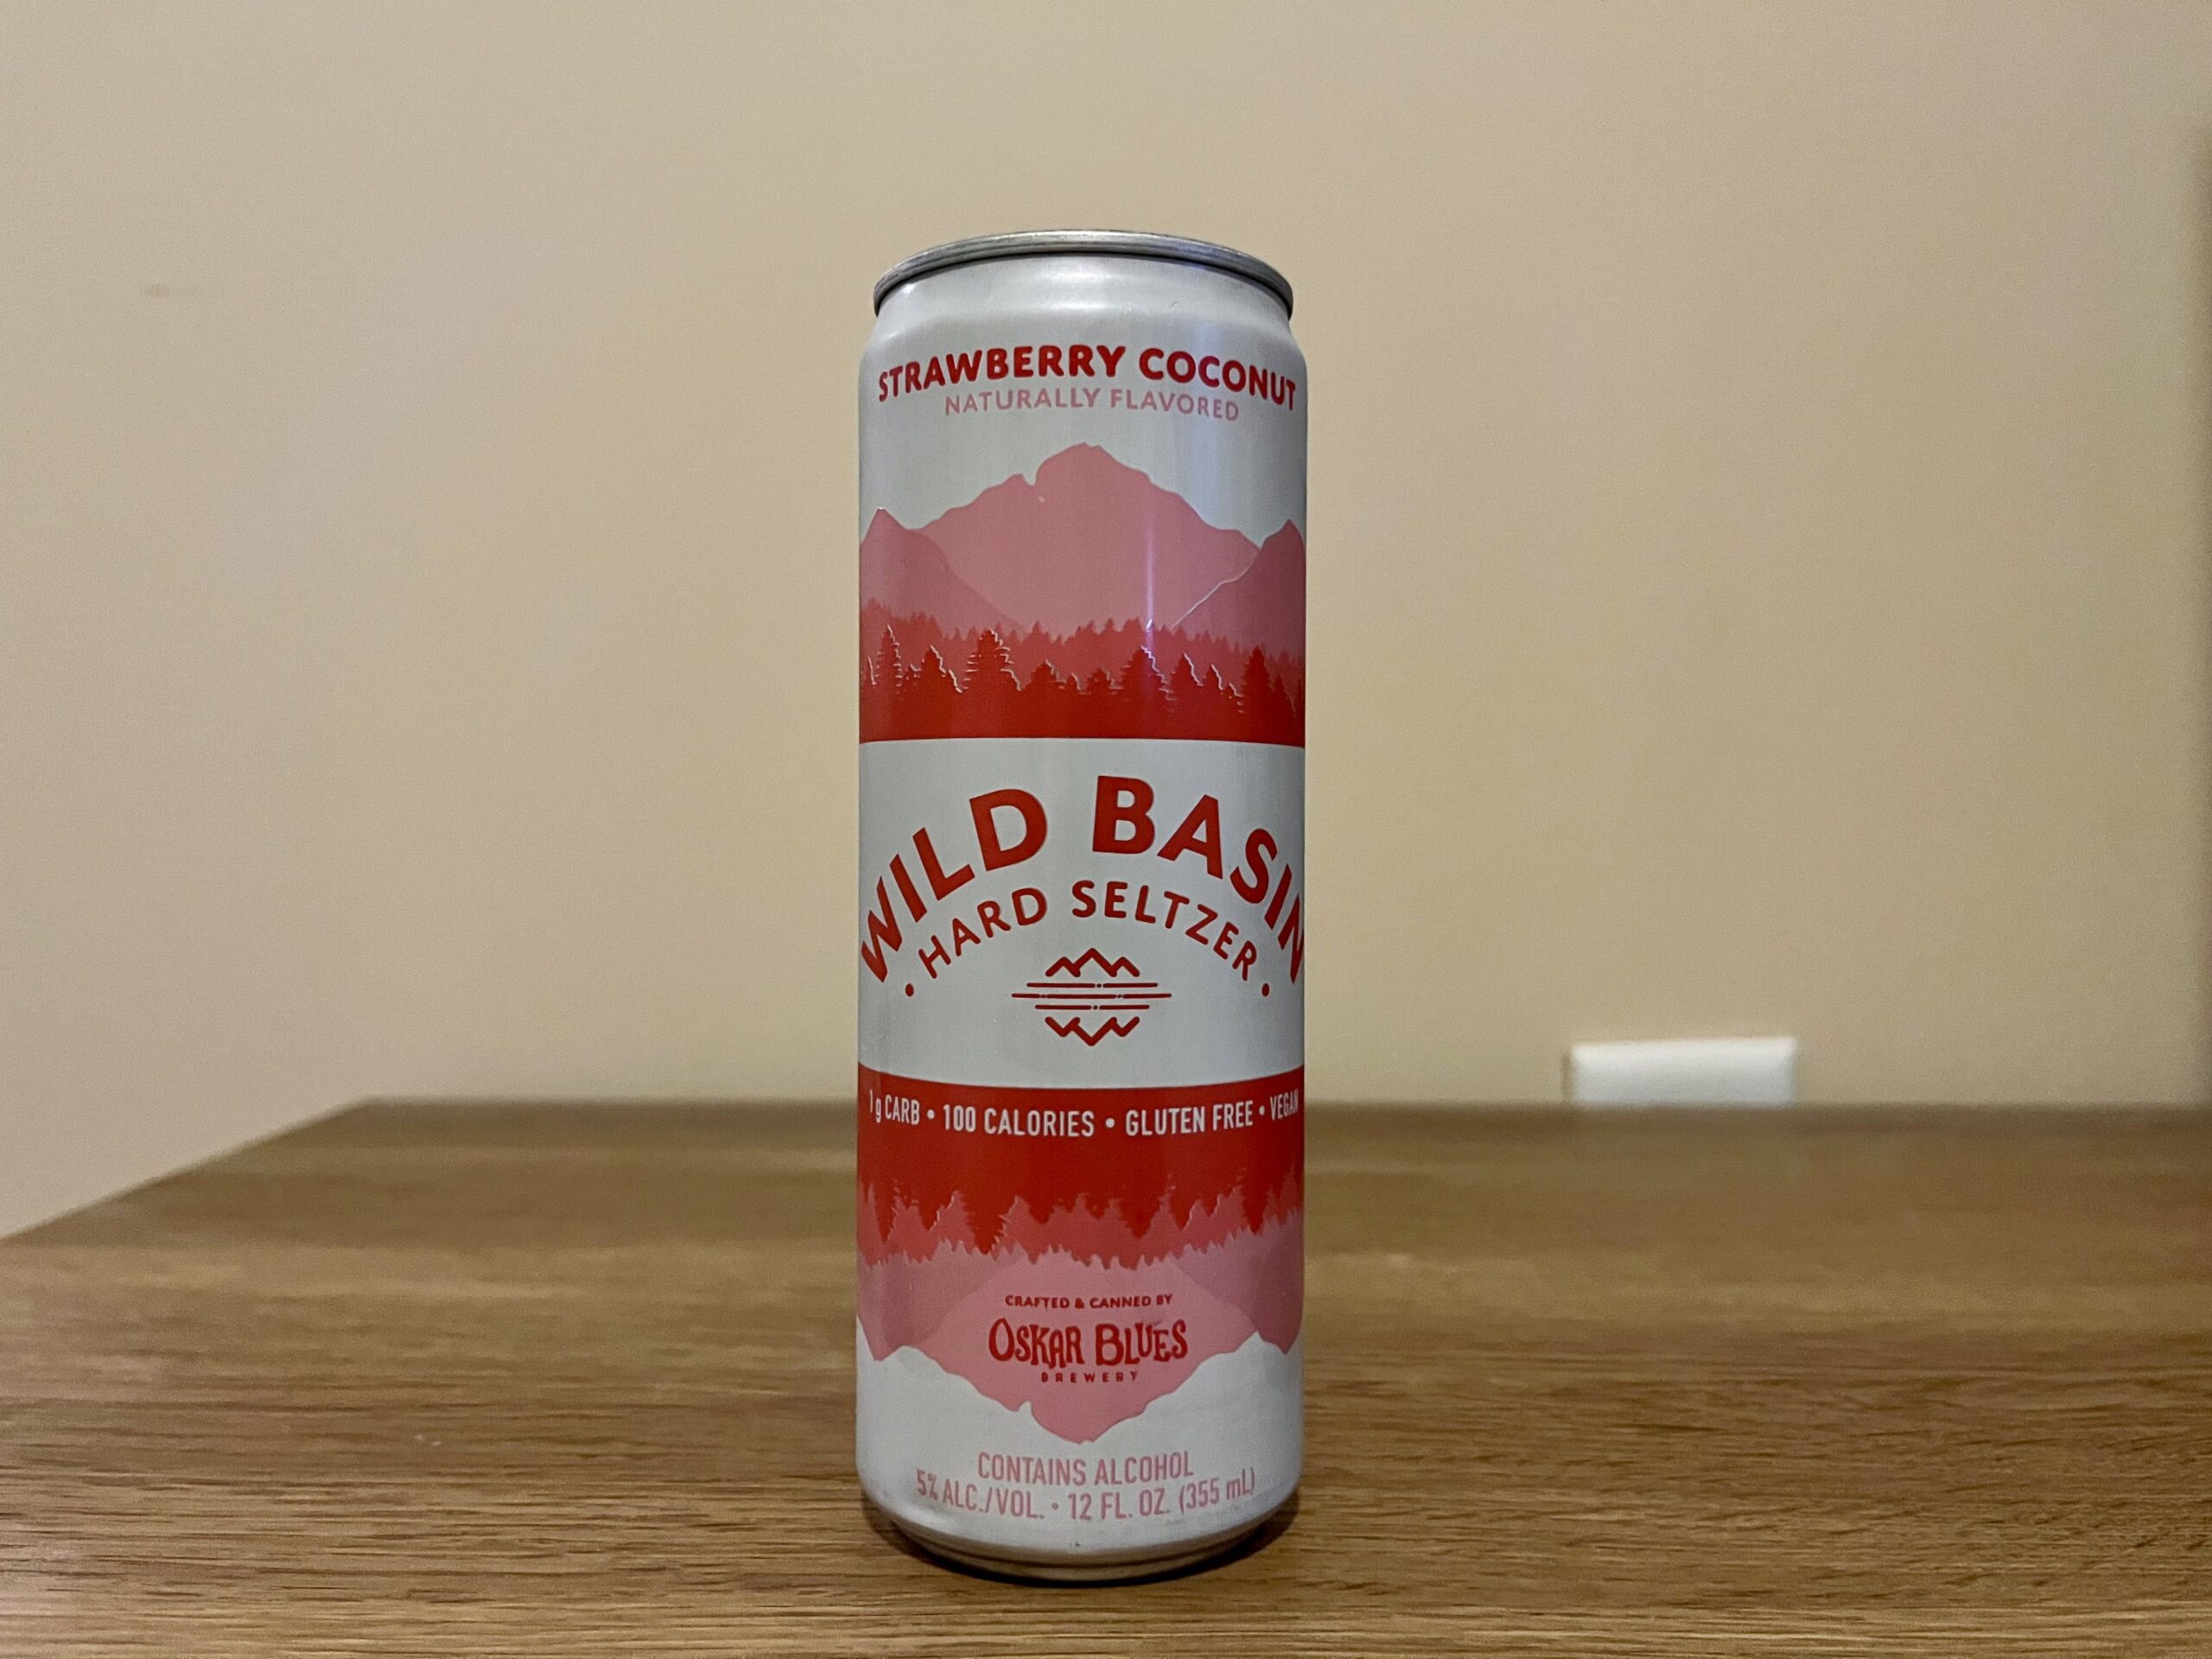 STRAWBERRY COCONUT
NATURALLY FLAVORED
WILD BASIN
• HARD SELTZER •
1g CARB • 100 CALORIES • GLUTEN FREE • VEGAN
CRAFTED & CANNED BY
OSKAR BLUES
BREWERY
CONTAINS ALCOHOL
5% ALC./VOL. • 12 FL. OZ. (355 mL)